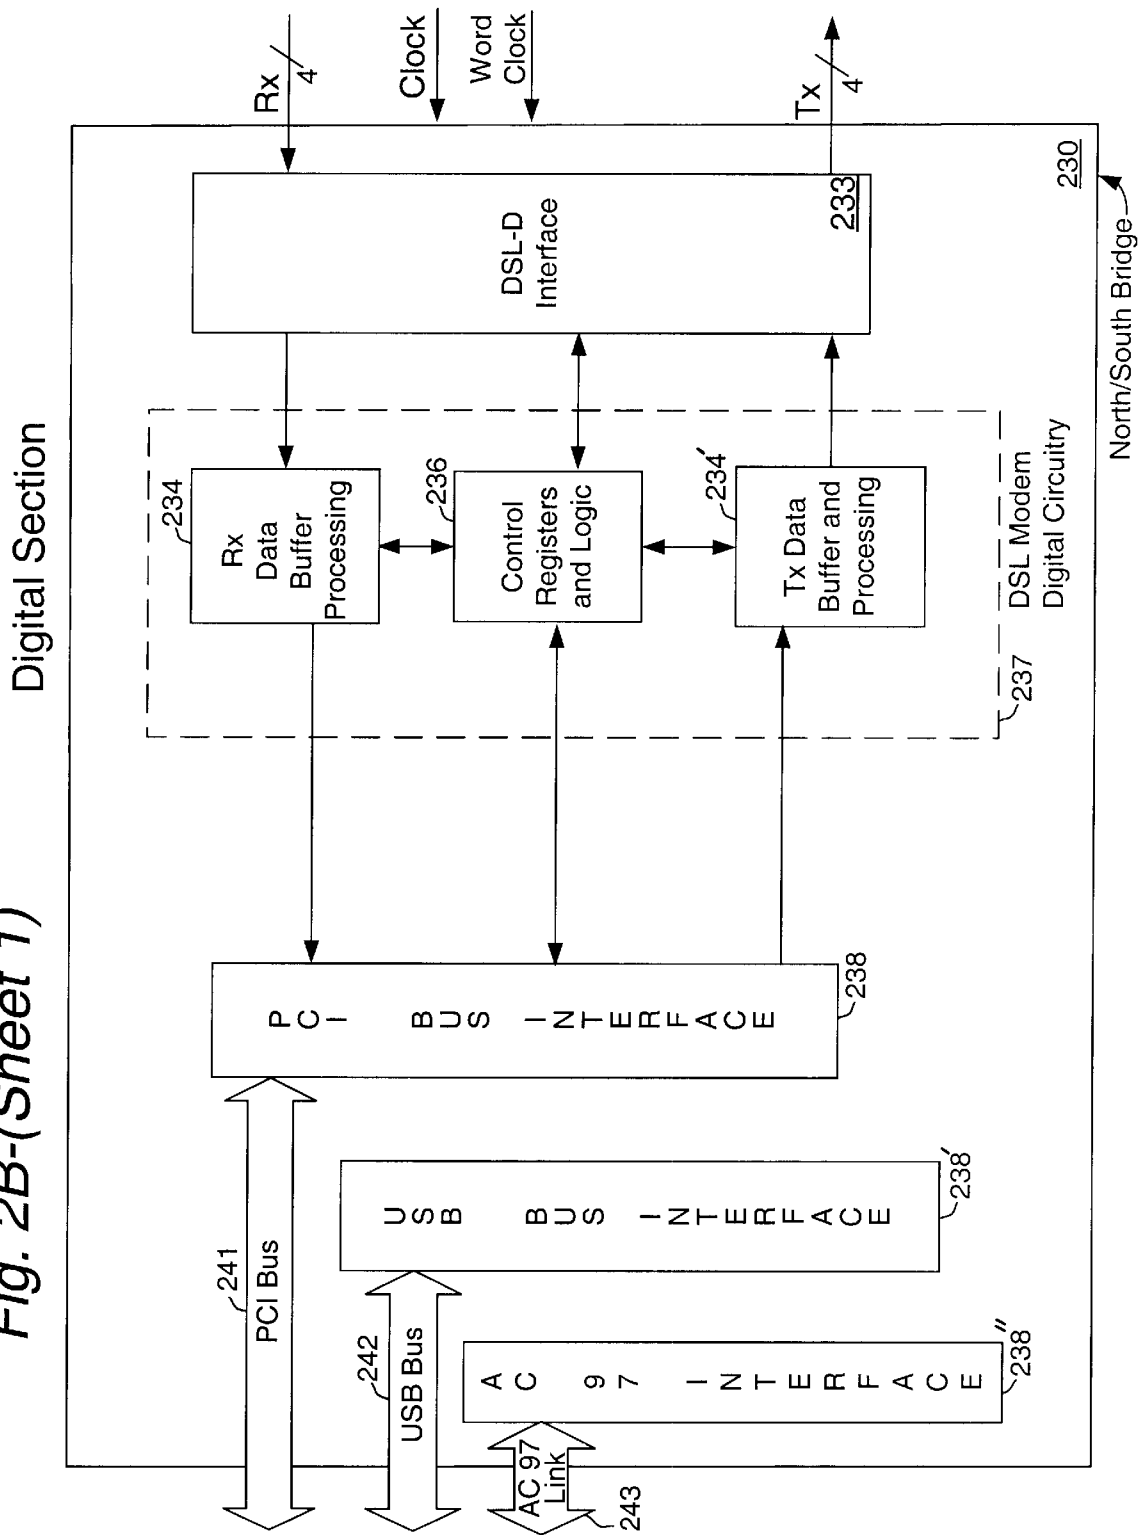 Fig. 2B-(Sheet 1)
Digital Section
241
PCI Bus
242
USB Bus
AC 97
Link
243
PCI BUS INTERFACE
238
USB BUS INTERFACE
238'
AC 97 INTERFACE
238"
234
Rx
Data
Buffer
Processing
236
Control
Registers
and Logic
234'
Tx Data
Buffer and
Processing
237
DSL Modem
Digital Circuitry
DSL-D
Interface
233
Rx
4
Clock
Word
Clock
Tx
4
230
North/South Bridge